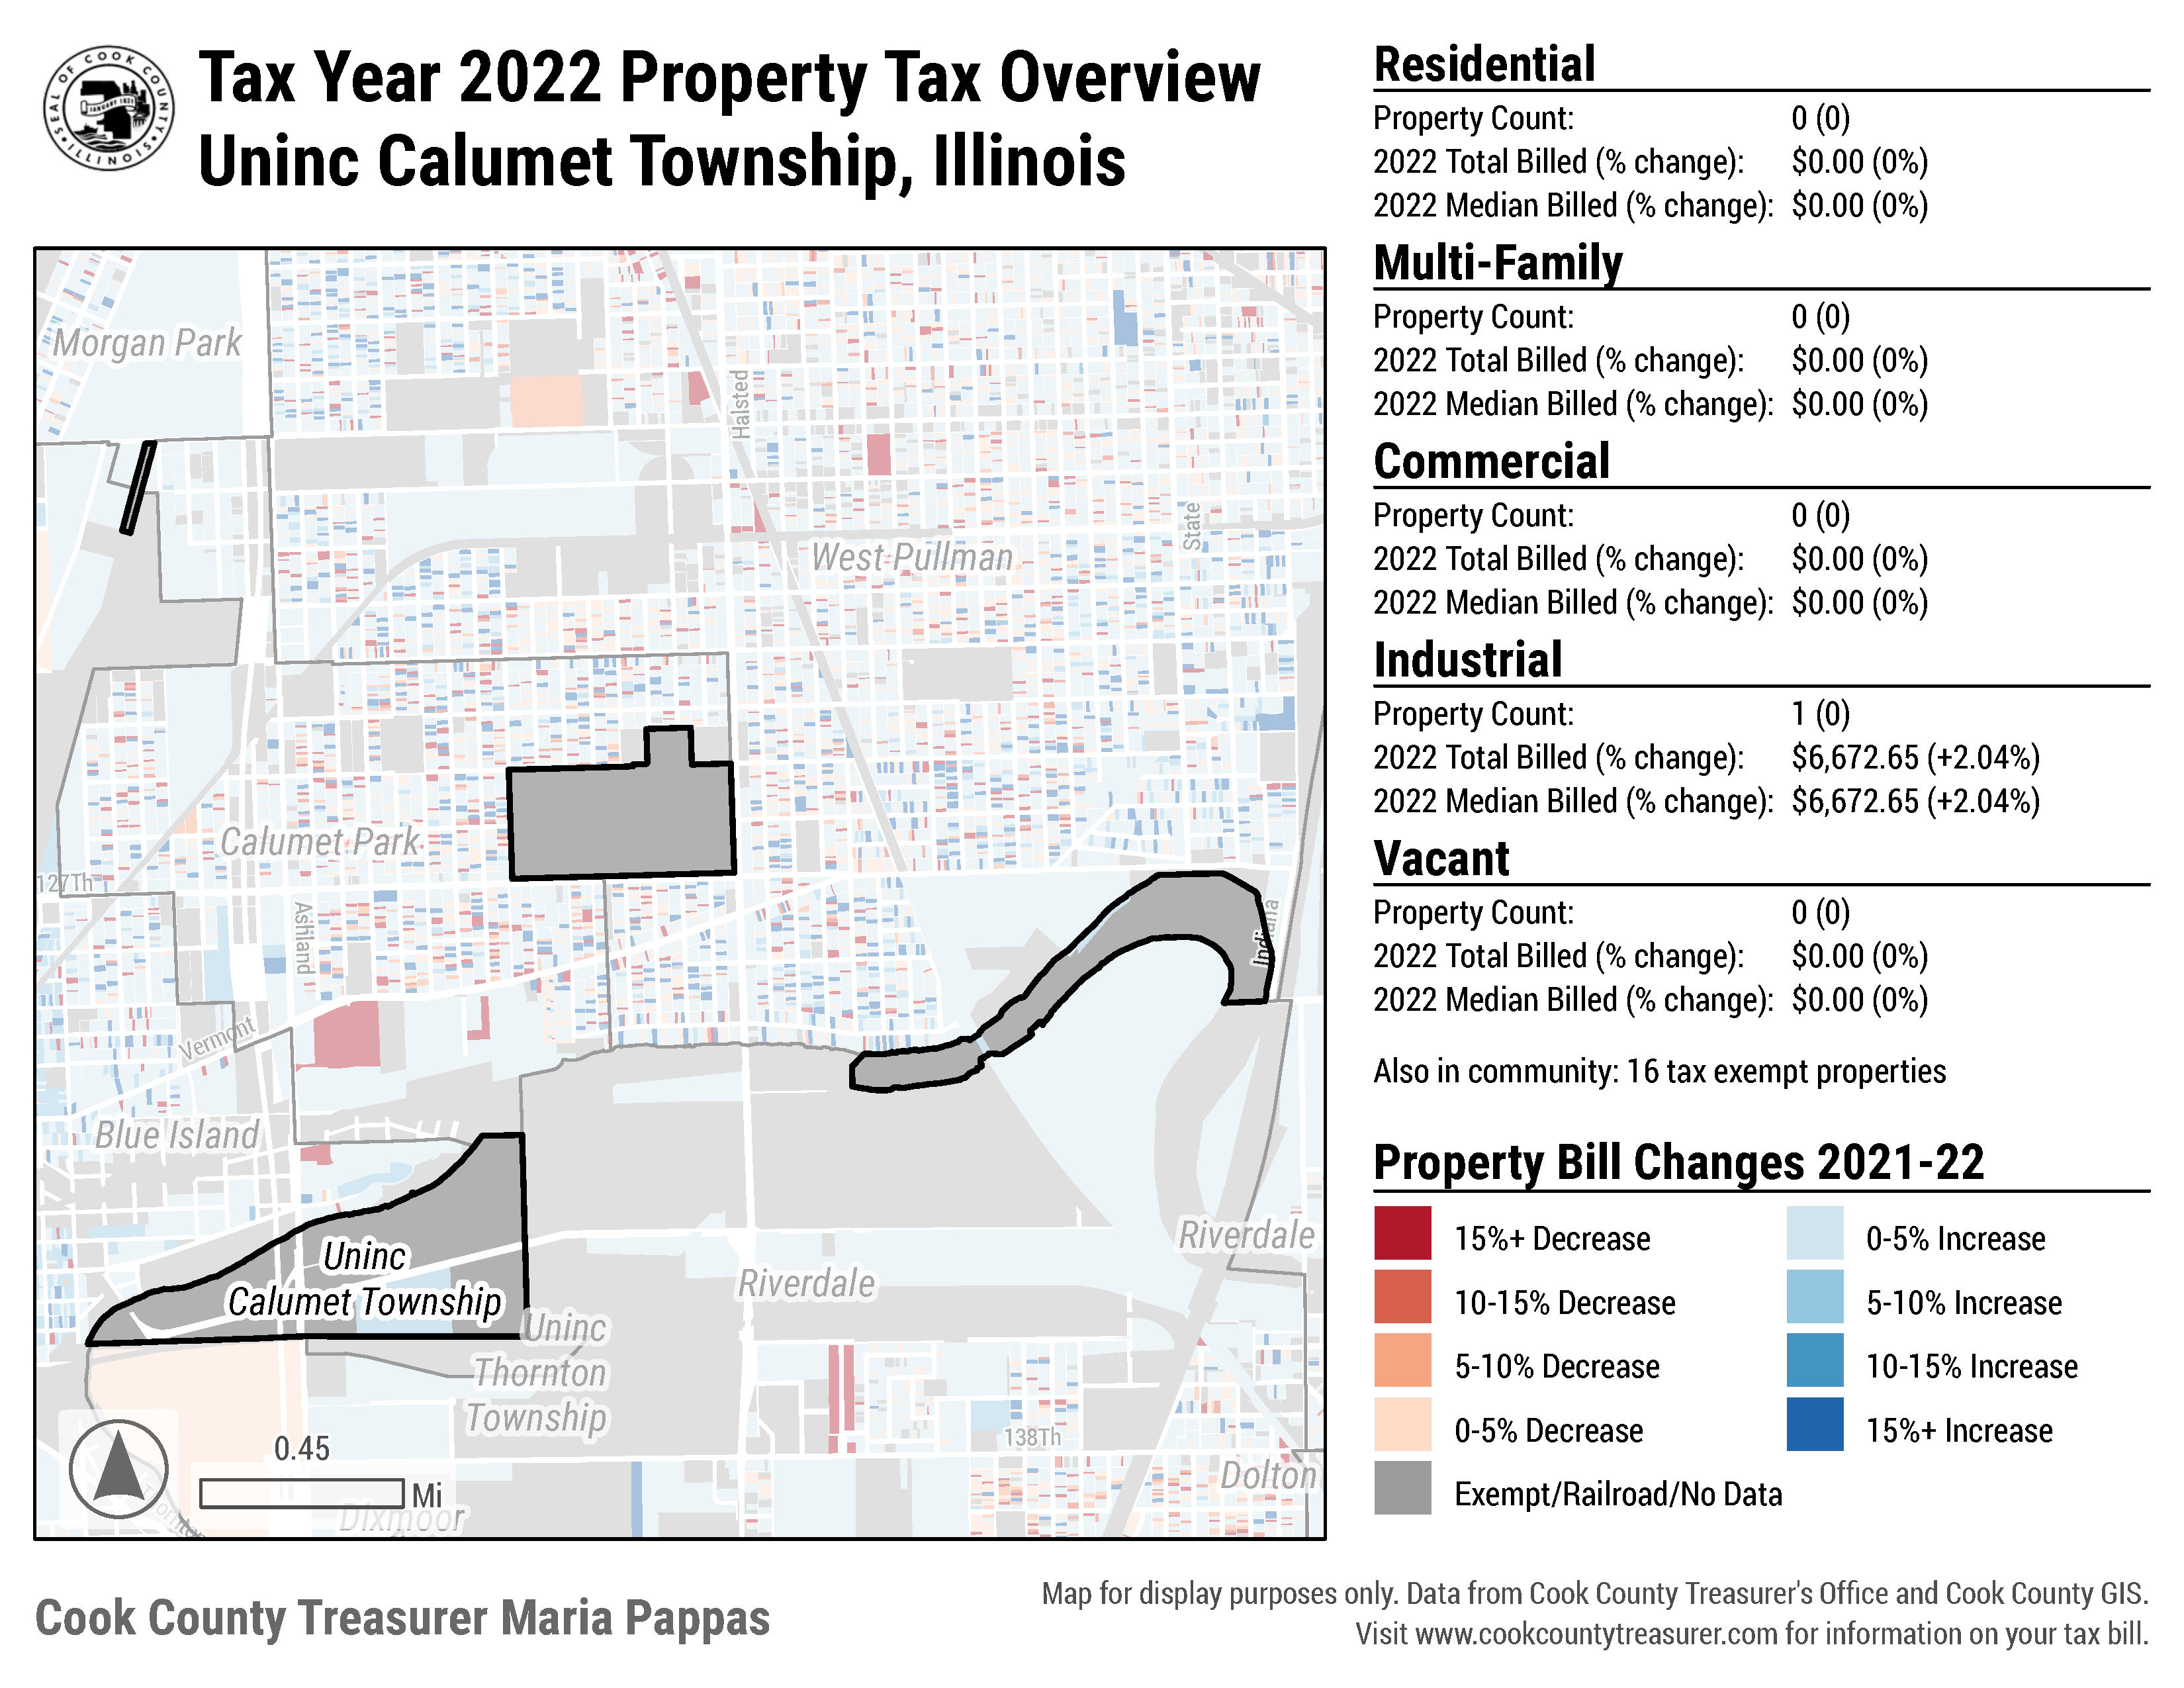 SEAL OF COOK COUNTY
ILLINOIS
JANUARY 1831
Tax Year 2022 Property Tax Overview
Uninc Calumet Township, Illinois
Morgan Park
Halsted
West Pullman
State
Calumet Park
127Th
Ashland
Indiana
Vermont
Blue Island
Uninc
Calumet Township
Riverdale
Riverdale
Uninc
Thornton
Township
138Th
Dolton
0.45
Mi
Dixmoor
Residential
Property Count: 0 (0)
2022 Total Billed (% change): $0.00 (0%)
2022 Median Billed (% change): $0.00 (0%)
Multi-Family
Property Count: 0 (0)
2022 Total Billed (% change): $0.00 (0%)
2022 Median Billed (% change): $0.00 (0%)
Commercial
Property Count: 0 (0)
2022 Total Billed (% change): $0.00 (0%)
2022 Median Billed (% change): $0.00 (0%)
Industrial
Property Count: 1 (0)
2022 Total Billed (% change): $6,672.65 (+2.04%)
2022 Median Billed (% change): $6,672.65 (+2.04%)
Vacant
Property Count: 0 (0)
2022 Total Billed (% change): $0.00 (0%)
2022 Median Billed (% change): $0.00 (0%)
Also in community: 16 tax exempt properties
Property Bill Changes 2021-22
15%+ Decrease
0-5% Increase
10-15% Decrease
5-10% Increase
5-10% Decrease
10-15% Increase
0-5% Decrease
15%+ Increase
Exempt/Railroad/No Data
Cook County Treasurer Maria Pappas
Map for display purposes only. Data from Cook County Treasurer's Office and Cook County GIS.
Visit www.cookcountytreasurer.com for information on your tax bill.